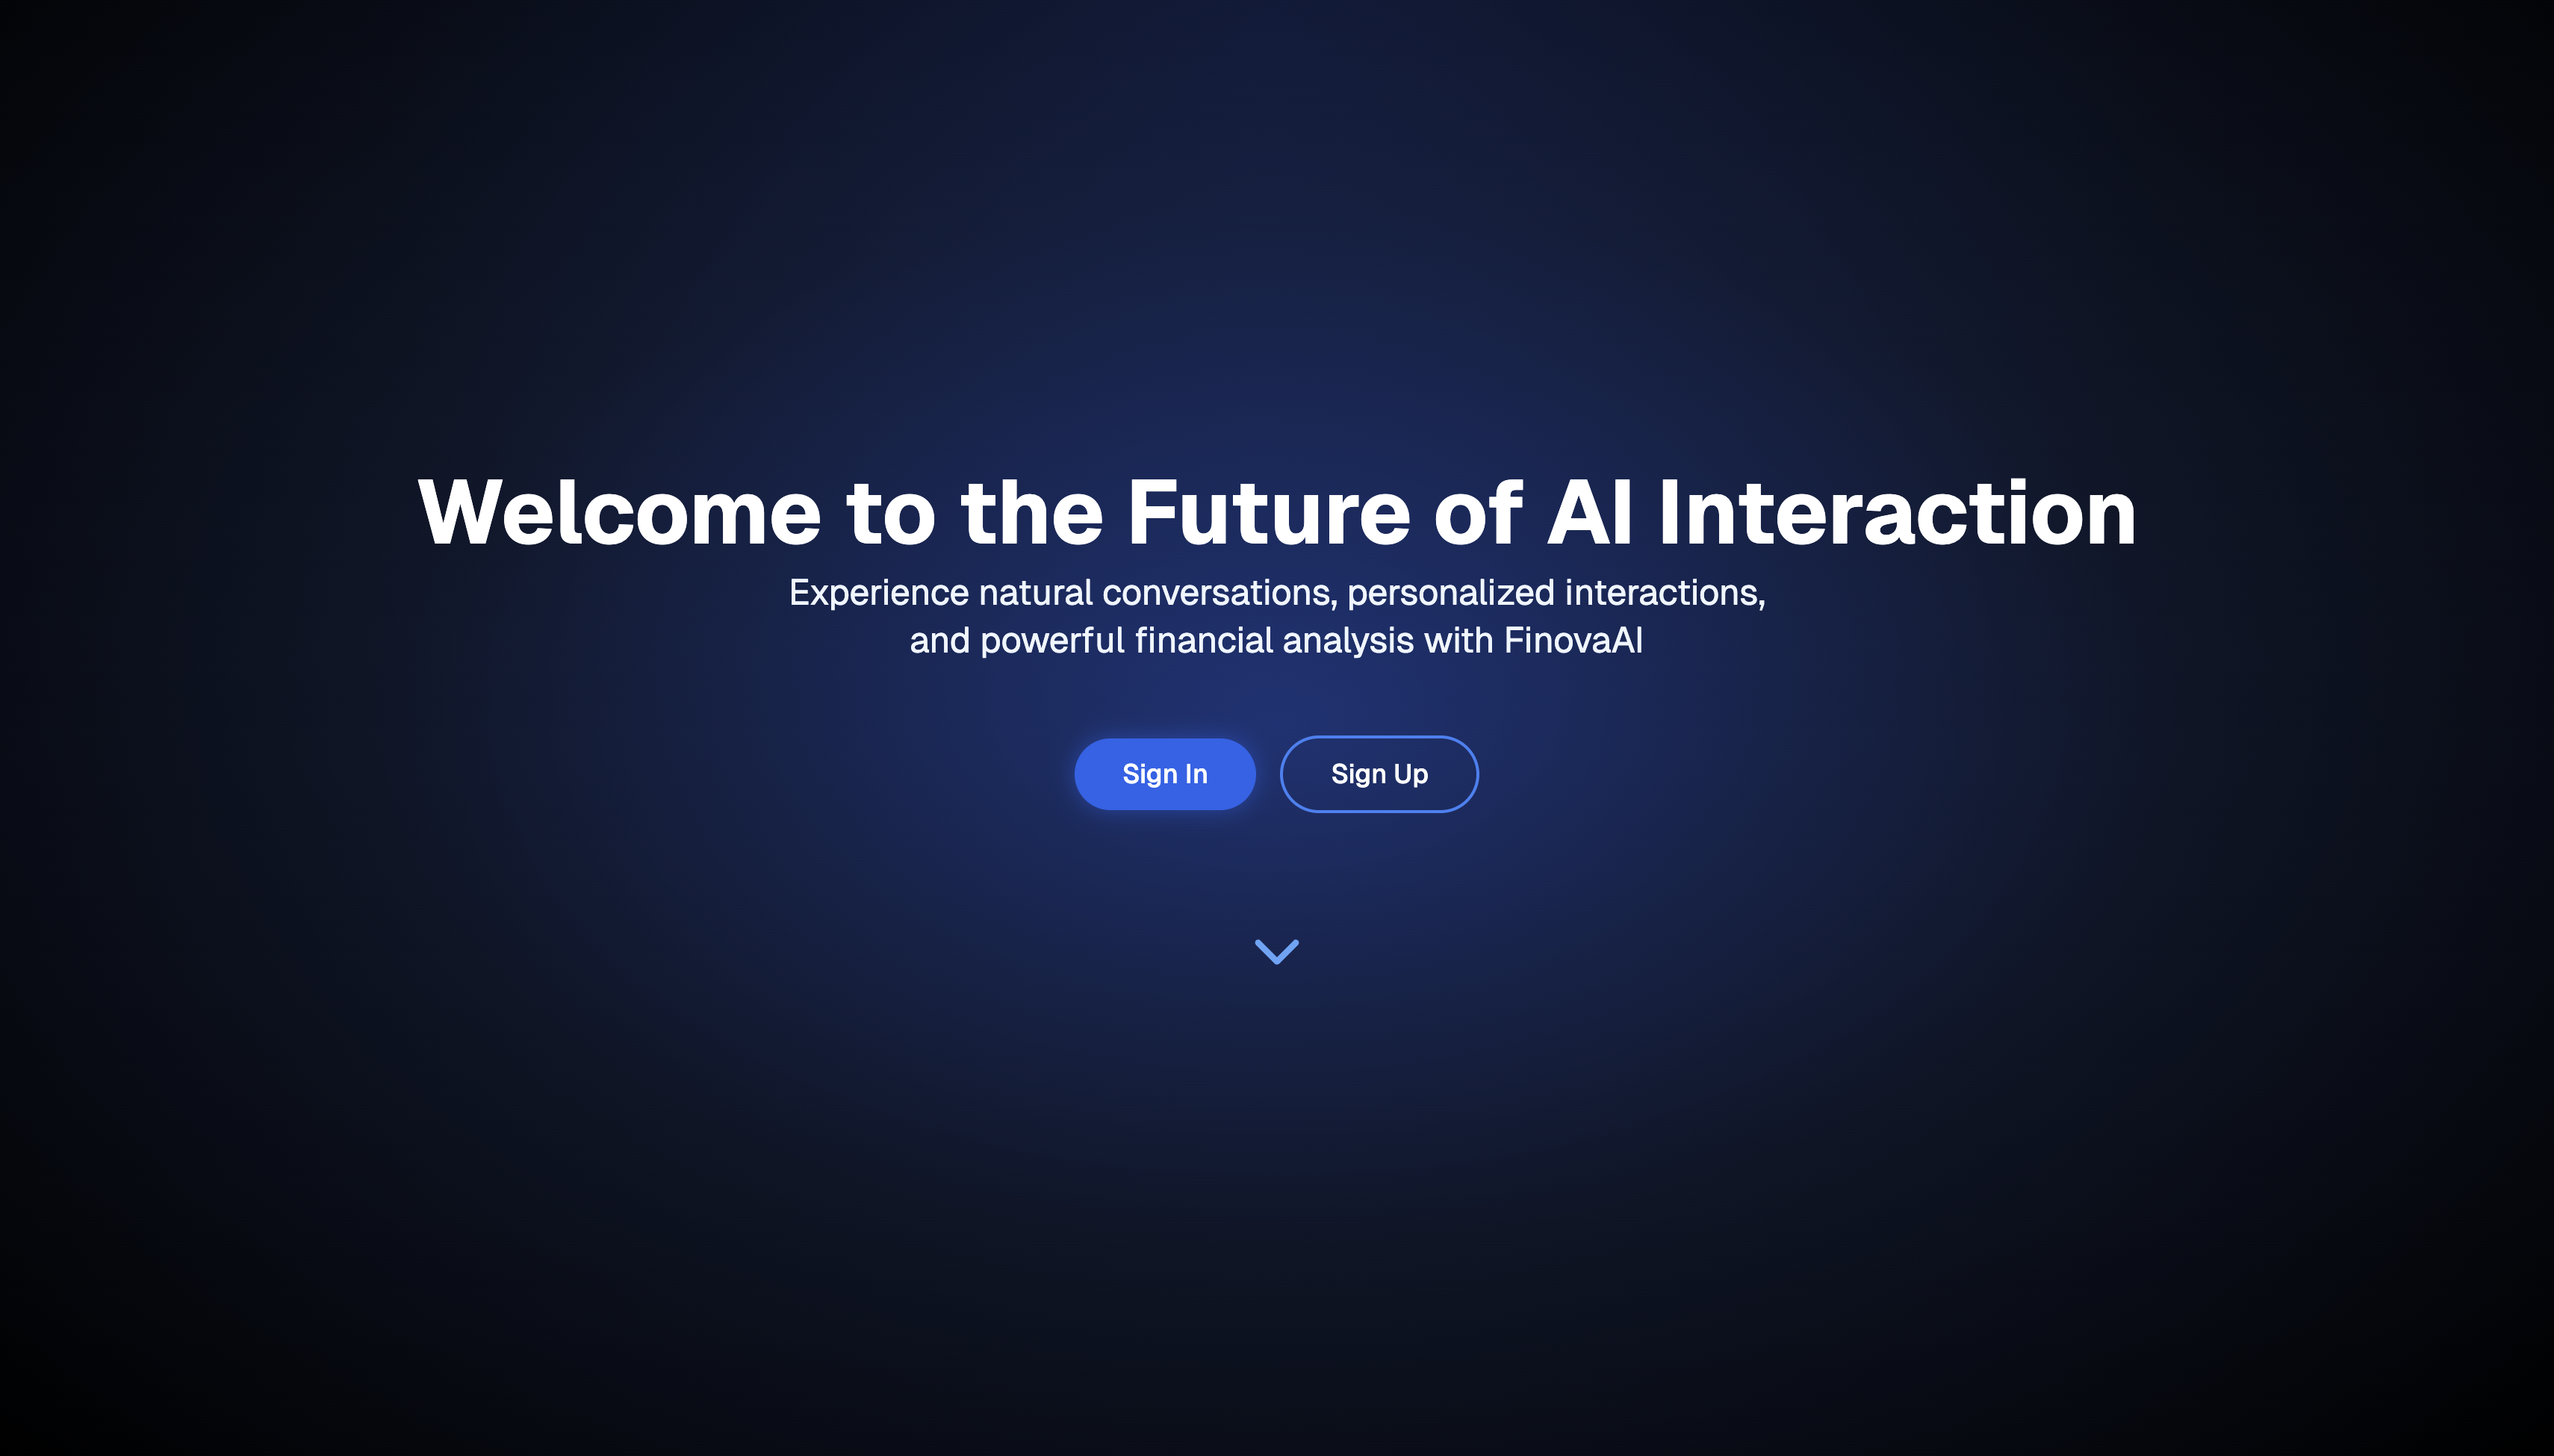 Welcome to the Future of AI Interaction
Experience natural conversations, personalized interactions,
and powerful financial analysis with FinovaAI
Sign In
Sign Up